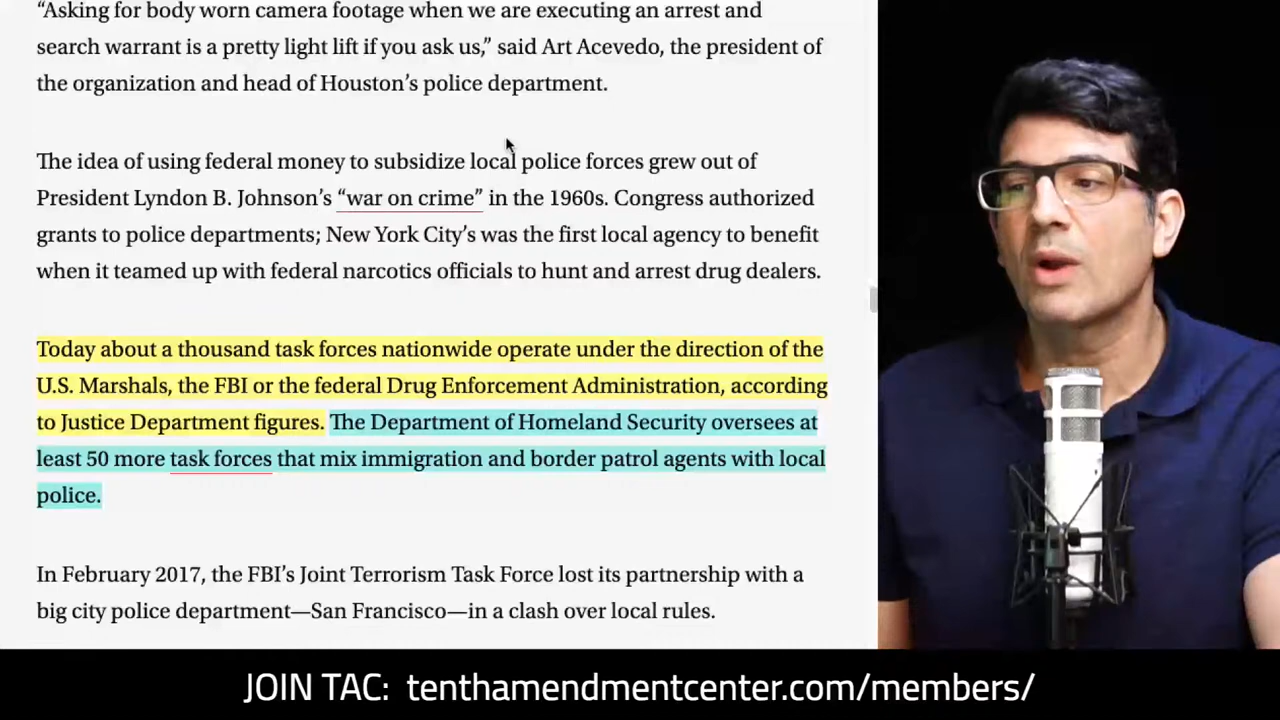 “Asking for body worn camera footage when we are executing an arrest and
search warrant is a pretty light lift if you ask us,” said Art Acevedo, the president of
the organization and head of Houston’s police department.
The idea of using federal money to subsidize local police forces grew out of
President Lyndon B. Johnson’s “war on crime” in the 1960s. Congress authorized
grants to police departments; New York City’s was the first local agency to benefit
when it teamed up with federal narcotics officials to hunt and arrest drug dealers.
Today about a thousand task forces nationwide operate under the direction of the
U.S. Marshals, the FBI or the federal Drug Enforcement Administration, according
to Justice Department figures. The Department of Homeland Security oversees at
least 50 more task forces that mix immigration and border patrol agents with local
police.
In February 2017, the FBI’s Joint Terrorism Task Force lost its partnership with a
big city police department—San Francisco—in a clash over local rules.
JOIN TAC: tenthamendmentcenter.com/members/